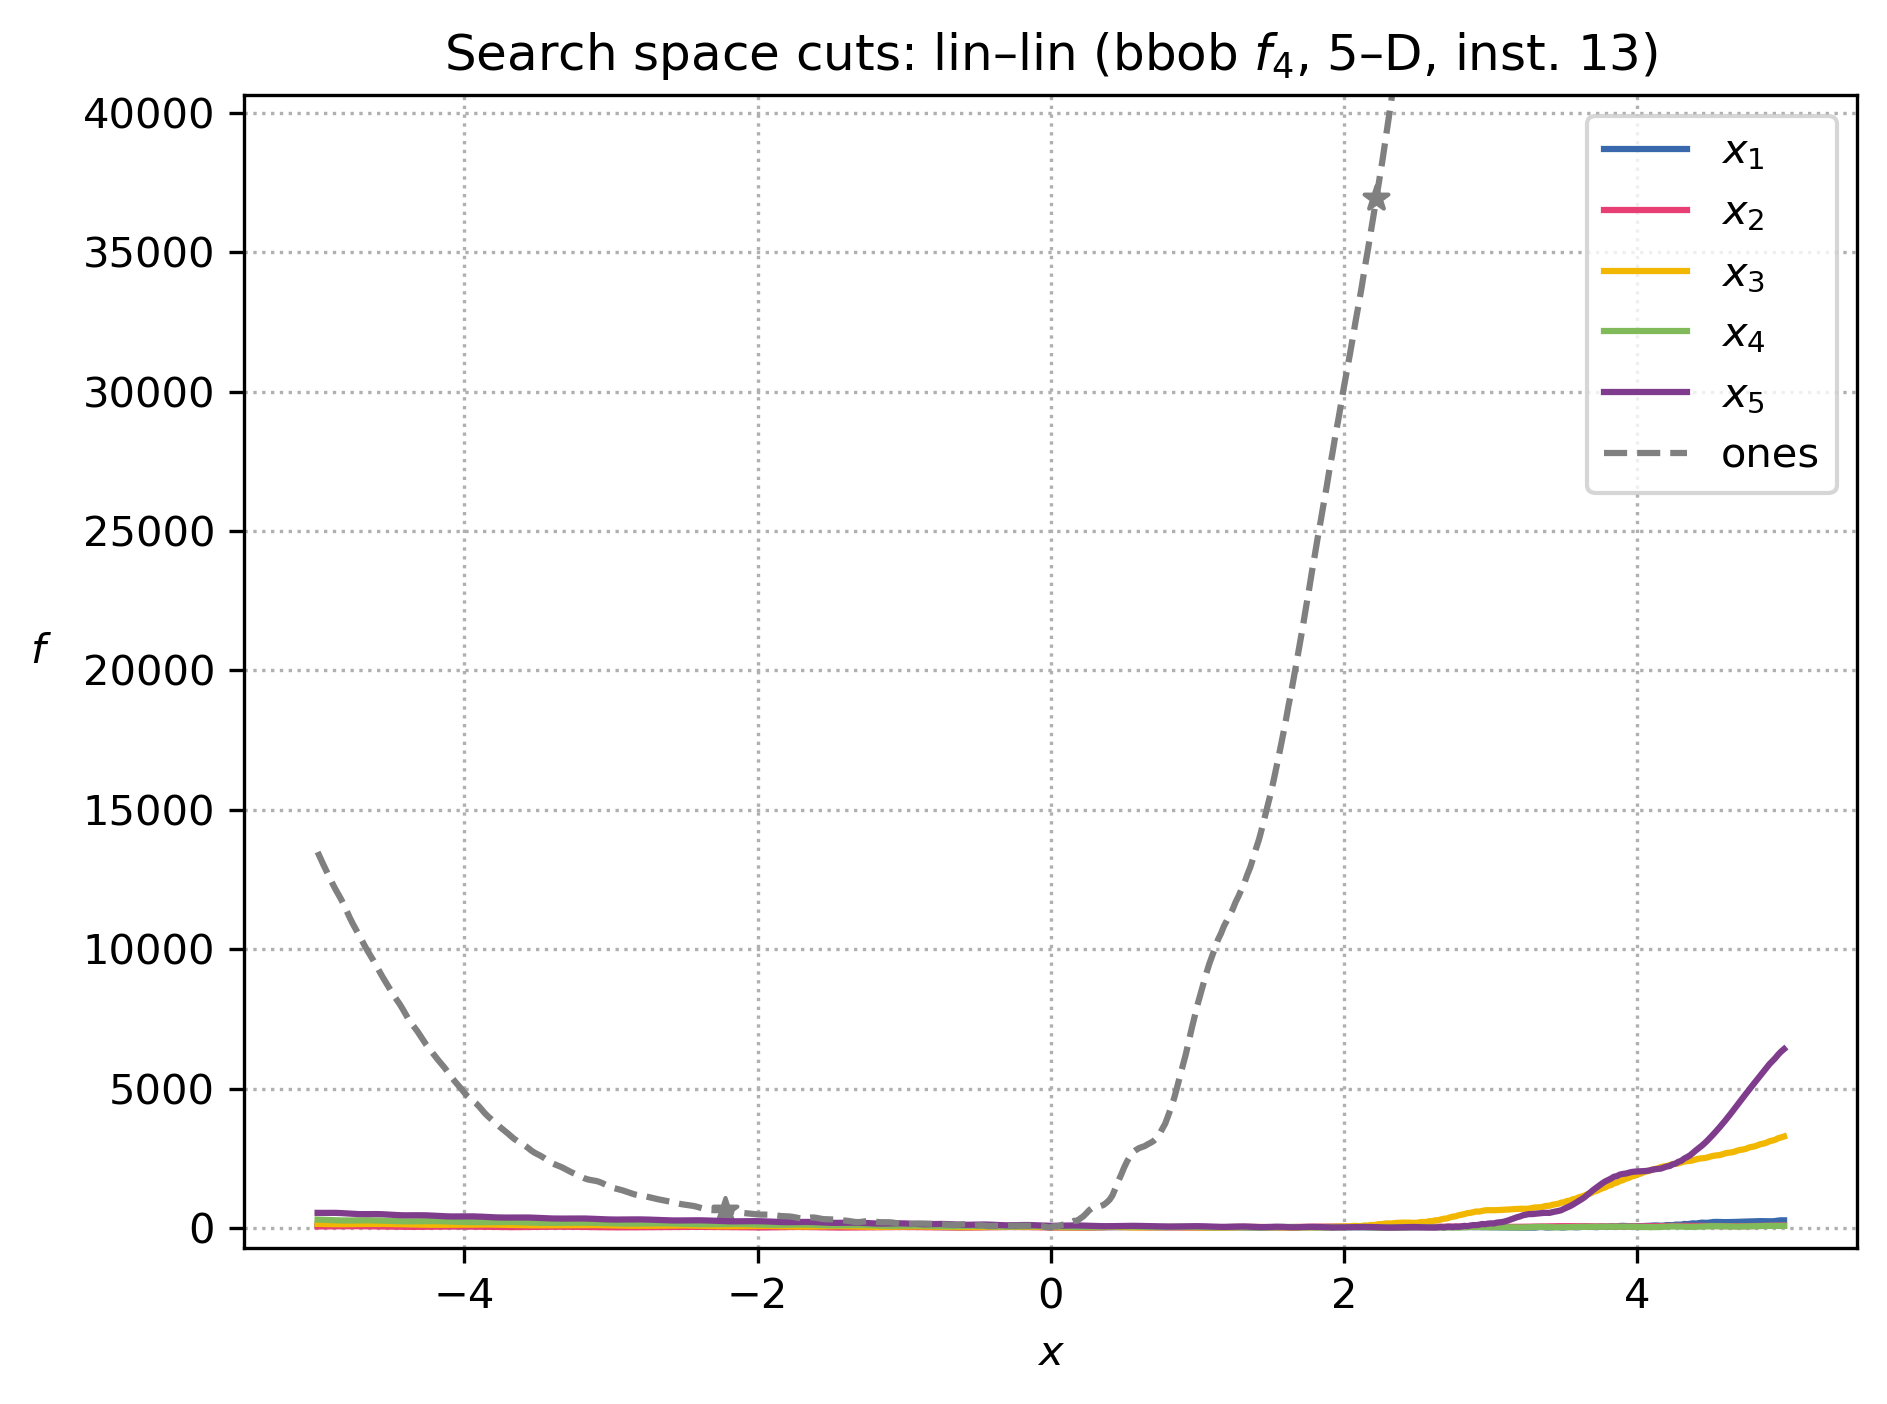 Search space cuts: lin–lin (bbob f₄, 5–D, inst. 13)
40000
35000
30000
25000
20000
15000
10000
5000
0
f
x₁
x₂
x₃
x₄
x₅
ones
−4
−2
0
2
4
x